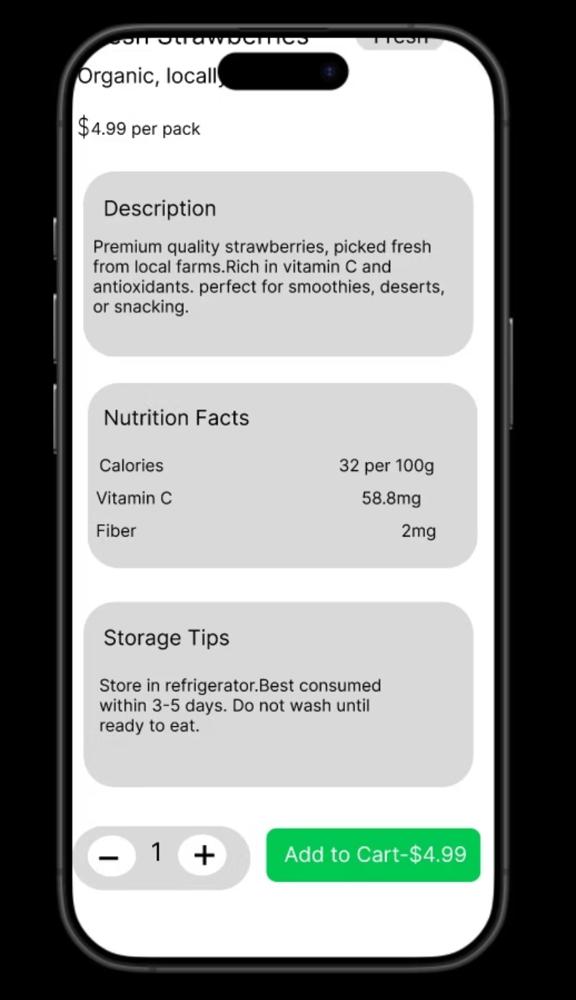 Strawberries Fresh
Organic, locally
$4.99 per pack
Description
Premium quality strawberries, picked fresh
from local farms.Rich in vitamin C and
antioxidants. perfect for smoothies, deserts,
or snacking.
Nutrition Facts
Calories 32 per 100g
Vitamin C 58.8mg
Fiber 2mg
Storage Tips
Store in refrigerator.Best consumed
within 3-5 days. Do not wash until
ready to eat.
− 1 + Add to Cart-$4.99